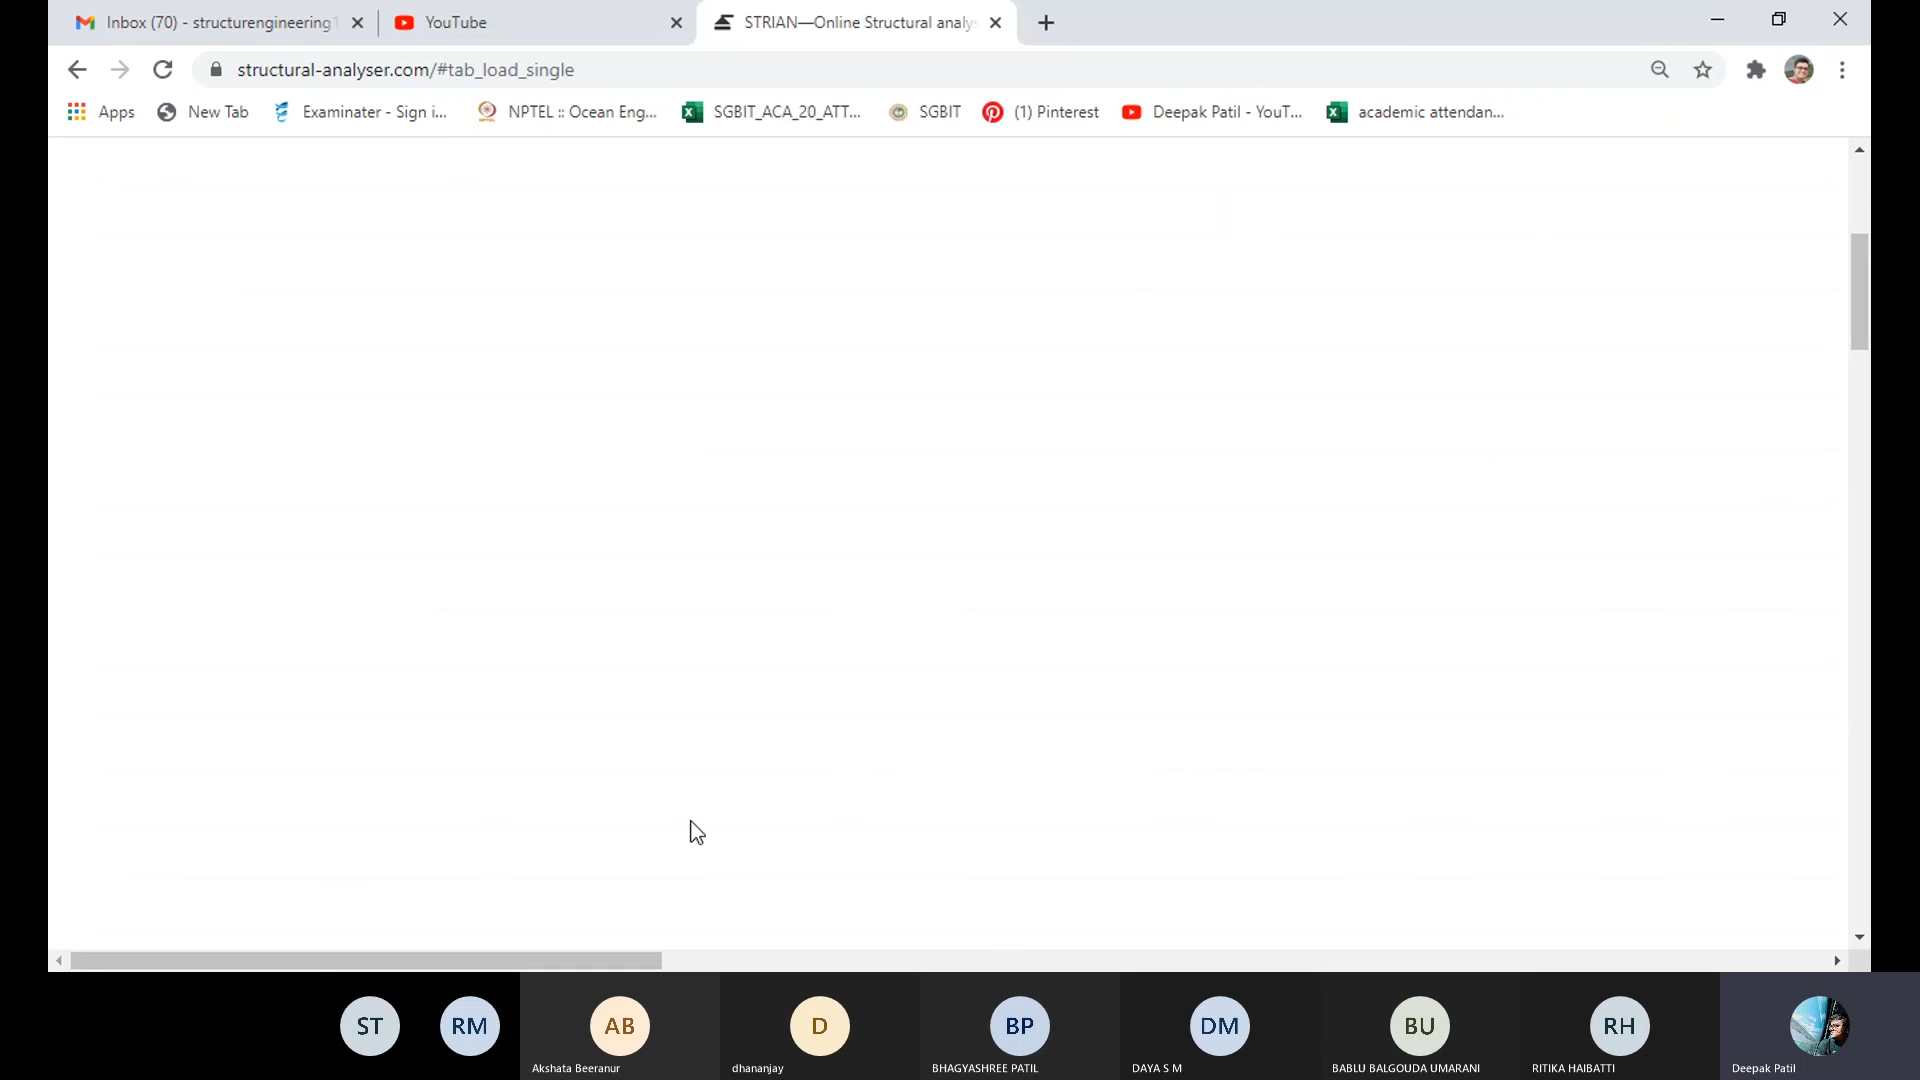 Inbox (70) - structurengineering1
YouTube
STRIAN—Online Structural analy
structural-analyser.com/#tab_load_single
Apps
New Tab
Examinater - Sign i...
NPTEL :: Ocean Eng...
SGBIT_ACA_20_ATT...
SGBIT
(1) Pinterest
Deepak Patil - YouT...
academic attendan...
ST
RM
AB
D
BP
DM
BU
RH
Akshata Beeranur
dhananjay
BHAGYASHREE PATIL
DAYA S M
BABLU BALGOUDA UMARANI
RITIKA HAIBATTI
Deepak Patil